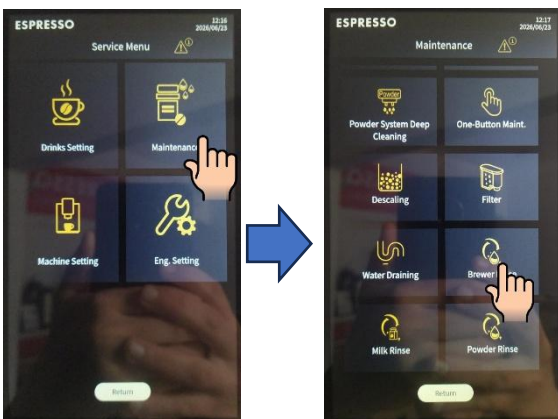 ESPRESSO
12:16
2026/06/23
Service Menu
Drinks Setting
Maintenance
Machine Setting
Eng. Setting
Return
ESPRESSO
12:17
2026/06/23
Maintenance
Powder
Powder System Deep
Cleaning
One-Button Maint.
Descaling
Filter
Water Draining
Brewer
Milk Rinse
Powder Rinse
Return